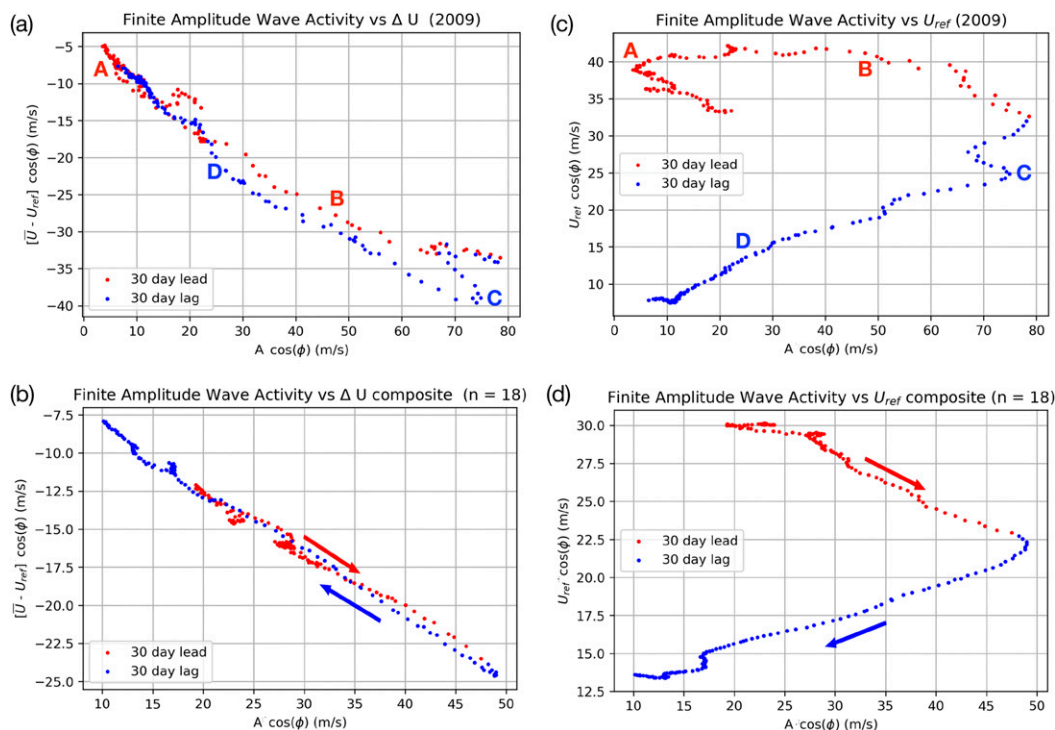 (a)
Finite Amplitude Wave Activity vs Δ U (2009)
[U̅ - U_ref] cos(ϕ) (m/s)
−5
−10
−15
−20
−25
−30
−35
−40
A
B
D
C
30 day lead
30 day lag
0 10 20 30 40 50 60 70 80
A cos(ϕ) (m/s)
(c)
Finite Amplitude Wave Activity vs U_ref (2009)
U_ref cos(ϕ) (m/s)
40
35
30
25
20
15
10
A
B
C
D
30 day lead
30 day lag
0 10 20 30 40 50 60 70 80
A cos(ϕ) (m/s)
(b)
Finite Amplitude Wave Activity vs Δ U composite (n = 18)
[U̅ - U_ref] cos(ϕ) (m/s)
−7.5
−10.0
−12.5
−15.0
−17.5
−20.0
−22.5
−25.0
30 day lead
30 day lag
10 15 20 25 30 35 40 45 50
A cos(ϕ) (m/s)
(d)
Finite Amplitude Wave Activity vs U_ref composite (n = 18)
U_ref cos(ϕ) (m/s)
30.0
27.5
25.0
22.5
20.0
17.5
15.0
12.5
30 day lead
30 day lag
10 15 20 25 30 35 40 45 50
A cos(ϕ) (m/s)